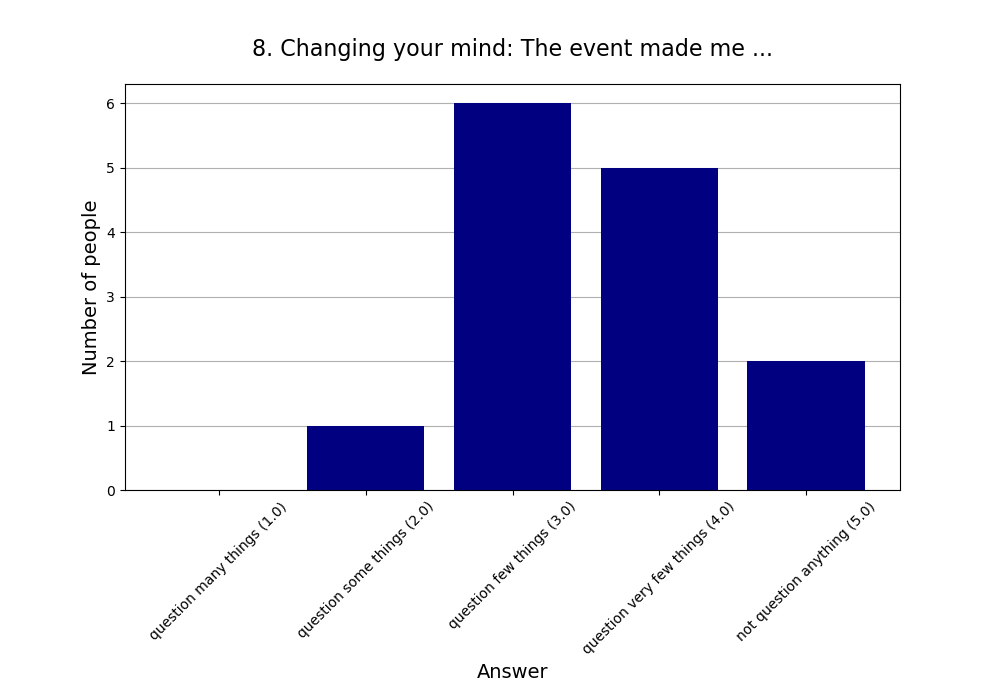 8. Changing your mind: The event made me ...
Number of people
6
5
4
3
2
1
0
question many things (1.0)
question some things (2.0)
question few things (3.0)
question very few things (4.0)
not question anything (5.0)
Answer